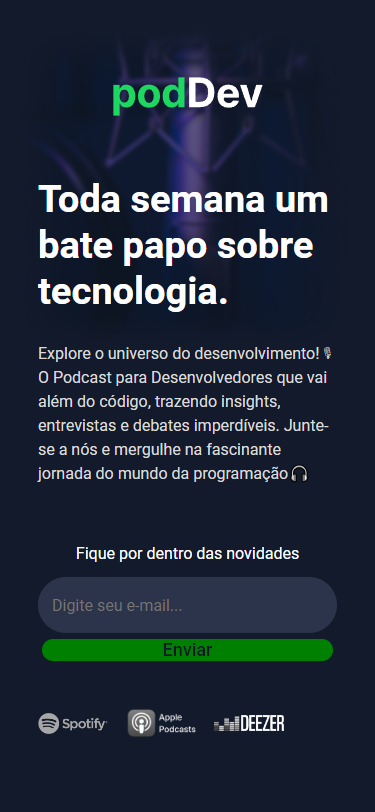 podDev
Toda semana um
bate papo sobre
tecnologia.
Explore o universo do desenvolvimento! 🎙
O Podcast para Desenvolvedores que vai
além do código, trazendo insights,
entrevistas e debates imperdíveis. Junte-
se a nós e mergulhe na fascinante
jornada do mundo da programação 🎧
Fique por dentro das novidades
Digite seu e-mail...
Enviar
Spotify
Apple
Podcasts
DEEZER